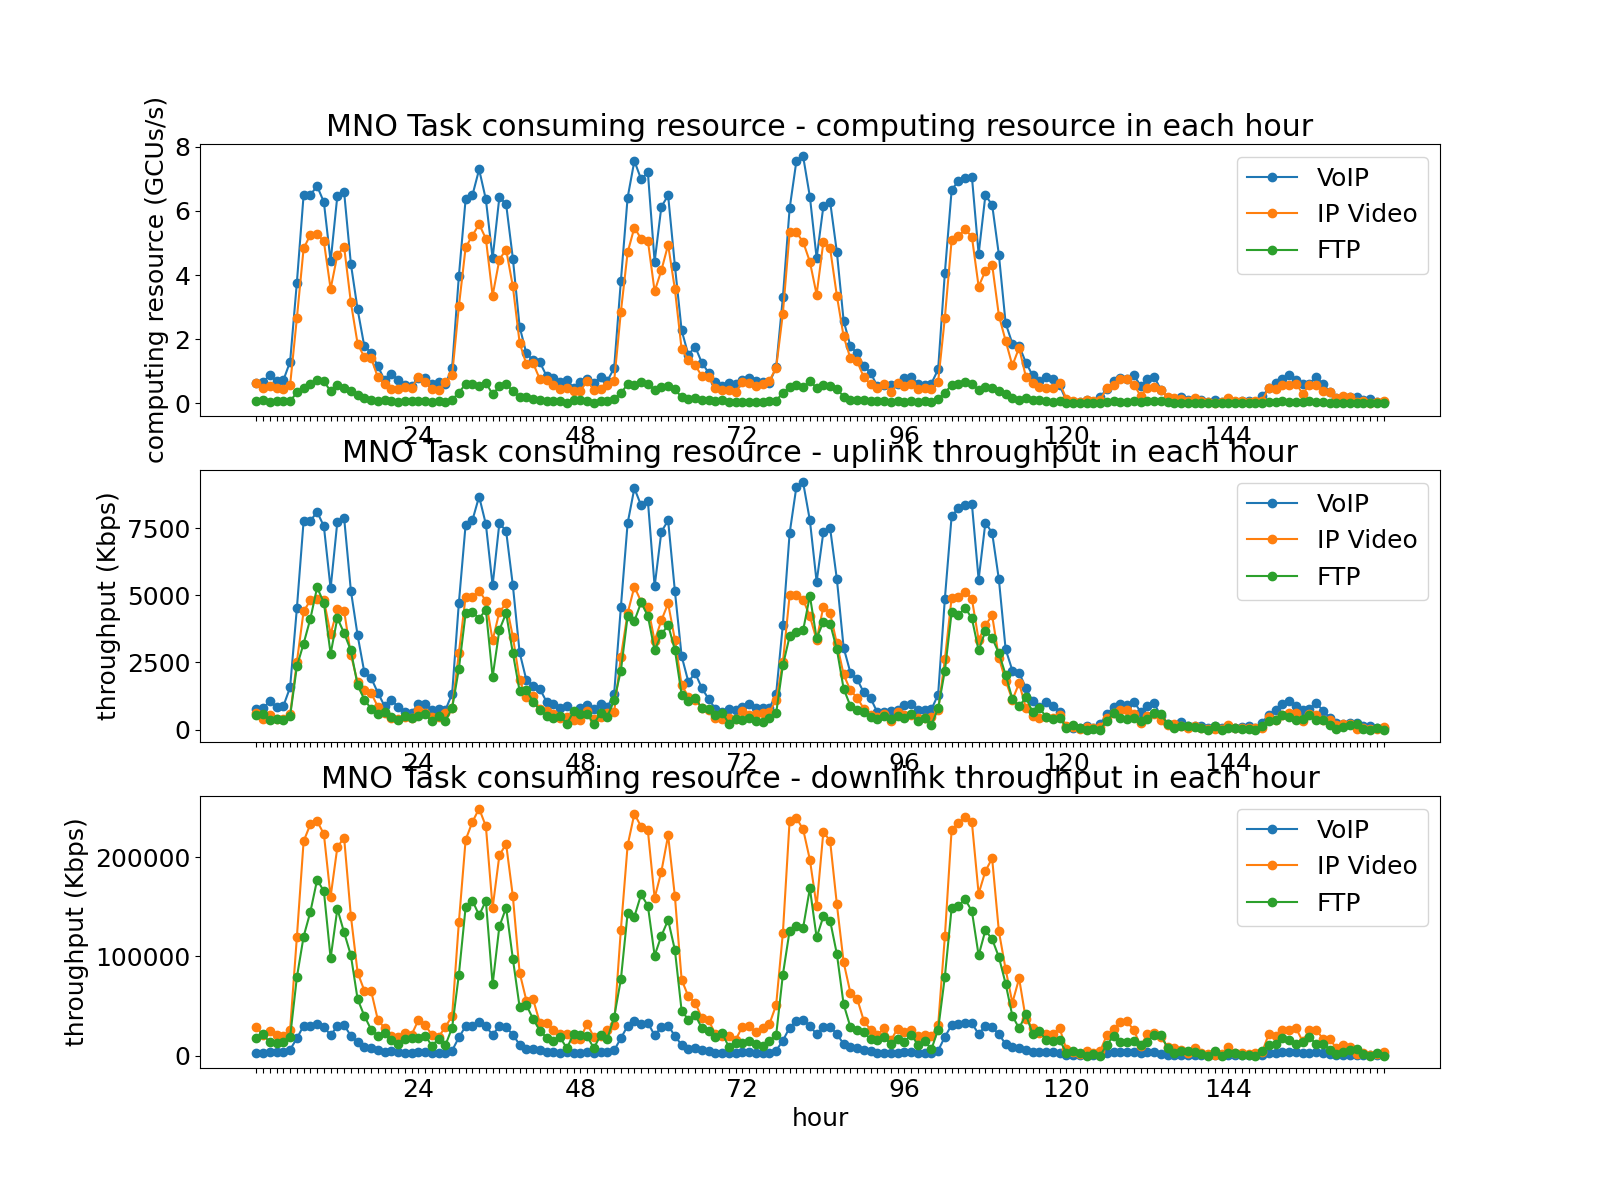 MNO Task consuming resource - computing resource in each hour
computing resource (GCUs/s)
8
6
4
2
0
VoIP
IP Video
FTP
24 48 72 96 120 144
MNO Task consuming resource - uplink throughput in each hour
throughput (Kbps)
7500
5000
2500
0
VoIP
IP Video
FTP
24 48 72 96 120 144
MNO Task consuming resource - downlink throughput in each hour
throughput (Kbps)
200000
100000
0
VoIP
IP Video
FTP
24 48 72 96 120 144
hour